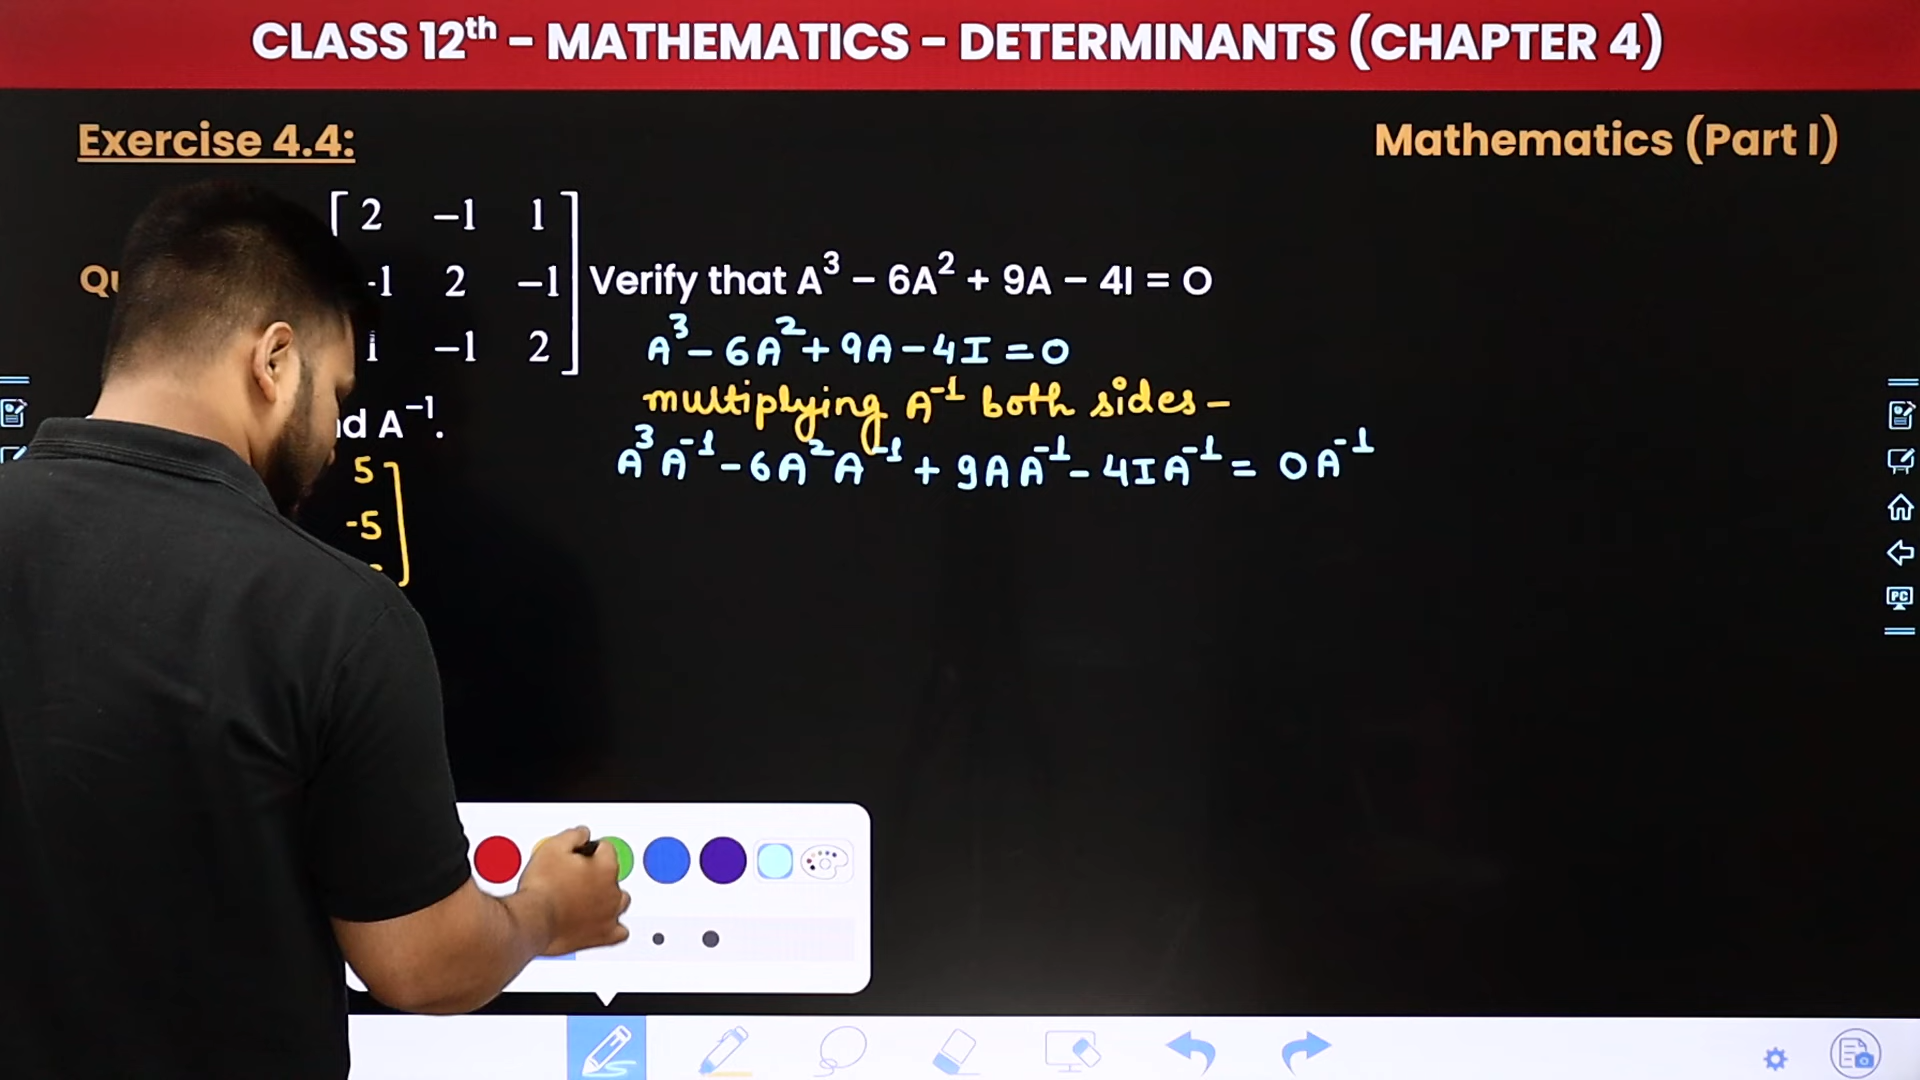 CLASS 12th - MATHEMATICS - DETERMINANTS (CHAPTER 4)
Exercise 4.4:
Mathematics (Part I)
[ 2 −1 1 ]
-1 2 −1
−1 2
Verify that A³ − 6A² + 9A − 4I = O
A³ − 6A² + 9A − 4I = 0
multiplying A⁻¹ both sides −
A⁻¹.
A³A⁻¹ − 6A²A⁻¹ + 9AA⁻¹ − 4IA⁻¹ = 0A⁻¹
5
-5
PC